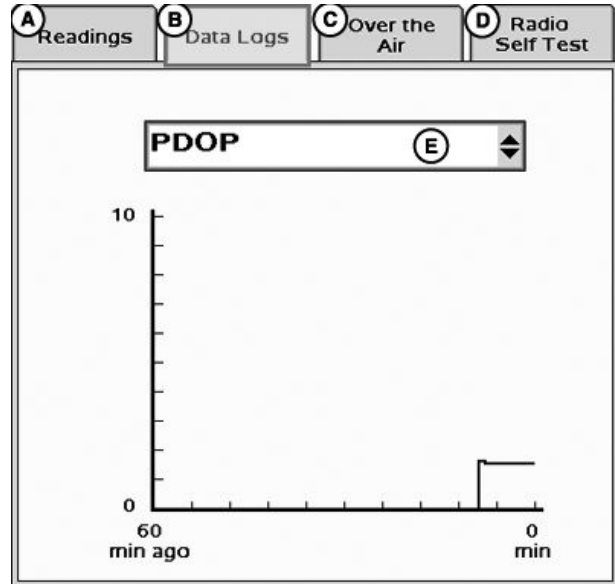 A Readings
B Data Logs
C Over the Air
D Radio Self Test
PDOP E
10
0
60 min ago
0 min